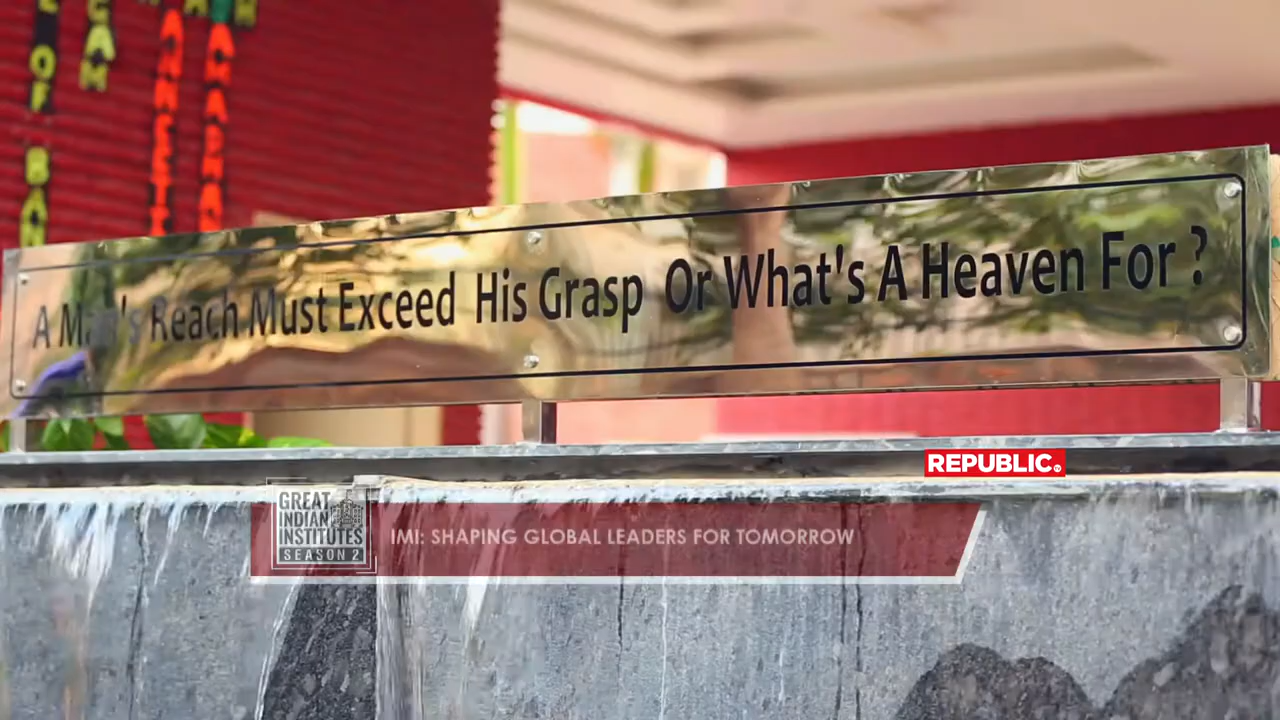 A Man's Reach Must Exceed His Grasp Or What's A Heaven For ?
REPUBLIC
GREAT
INDIAN
INSTITUTES
SEASON 2
IMI: SHAPING GLOBAL LEADERS FOR TOMORROW